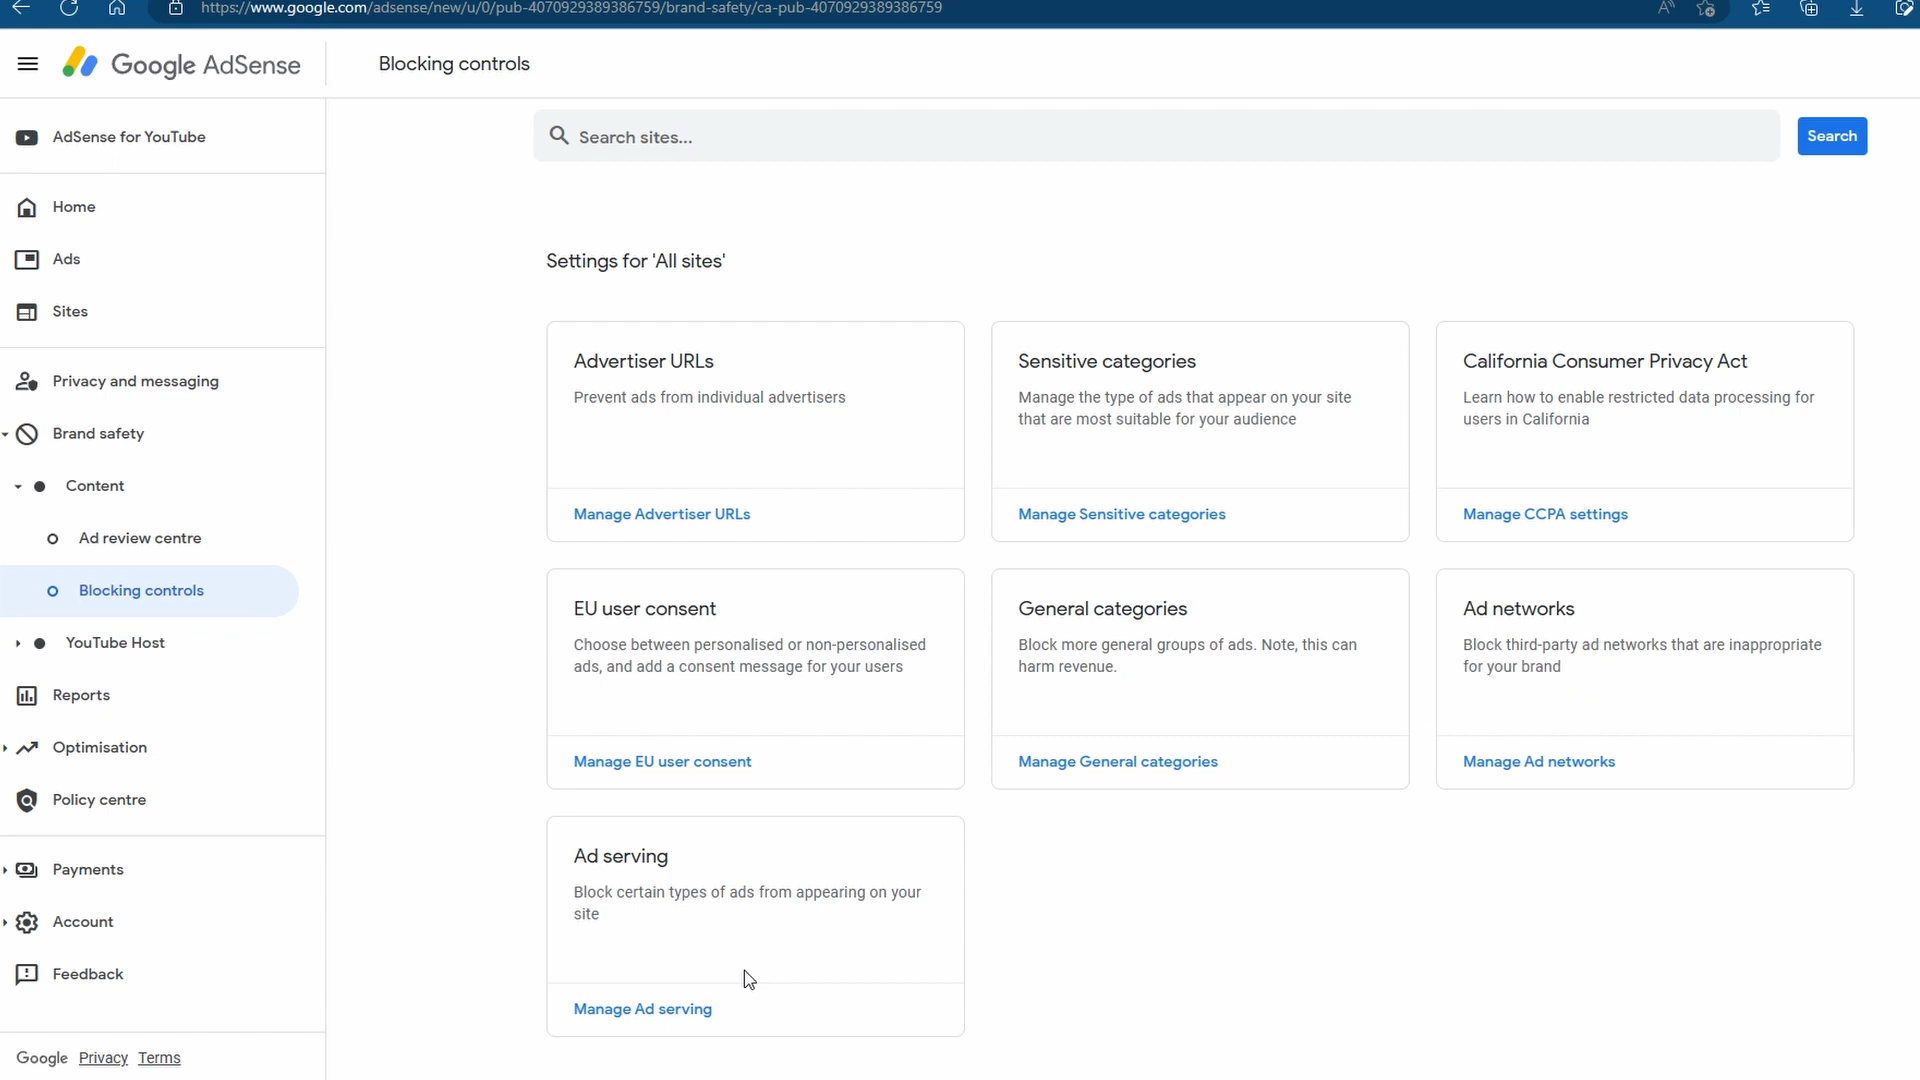 https://www.google.com/adsense/new/u/0/pub-4070929389386759/brand-safety/ca-pub-4070929389386759
Google AdSense
Blocking controls
AdSense for YouTube
Home
Ads
Sites
Privacy and messaging
Brand safety
Content
Ad review centre
Blocking controls
YouTube Host
Reports
Optimisation
Policy centre
Payments
Account
Feedback
Google Privacy Terms
Search sites...
Search
Settings for 'All sites'
Advertiser URLs
Prevent ads from individual advertisers
Manage Advertiser URLs
Sensitive categories
Manage the type of ads that appear on your site
that are most suitable for your audience
Manage Sensitive categories
California Consumer Privacy Act
Learn how to enable restricted data processing for
users in California
Manage CCPA settings
EU user consent
Choose between personalised or non-personalised
ads, and add a consent message for your users
Manage EU user consent
General categories
Block more general groups of ads. Note, this can
harm revenue.
Manage General categories
Ad networks
Block third-party ad networks that are inappropriate
for your brand
Manage Ad networks
Ad serving
Block certain types of ads from appearing on your
site
Manage Ad serving